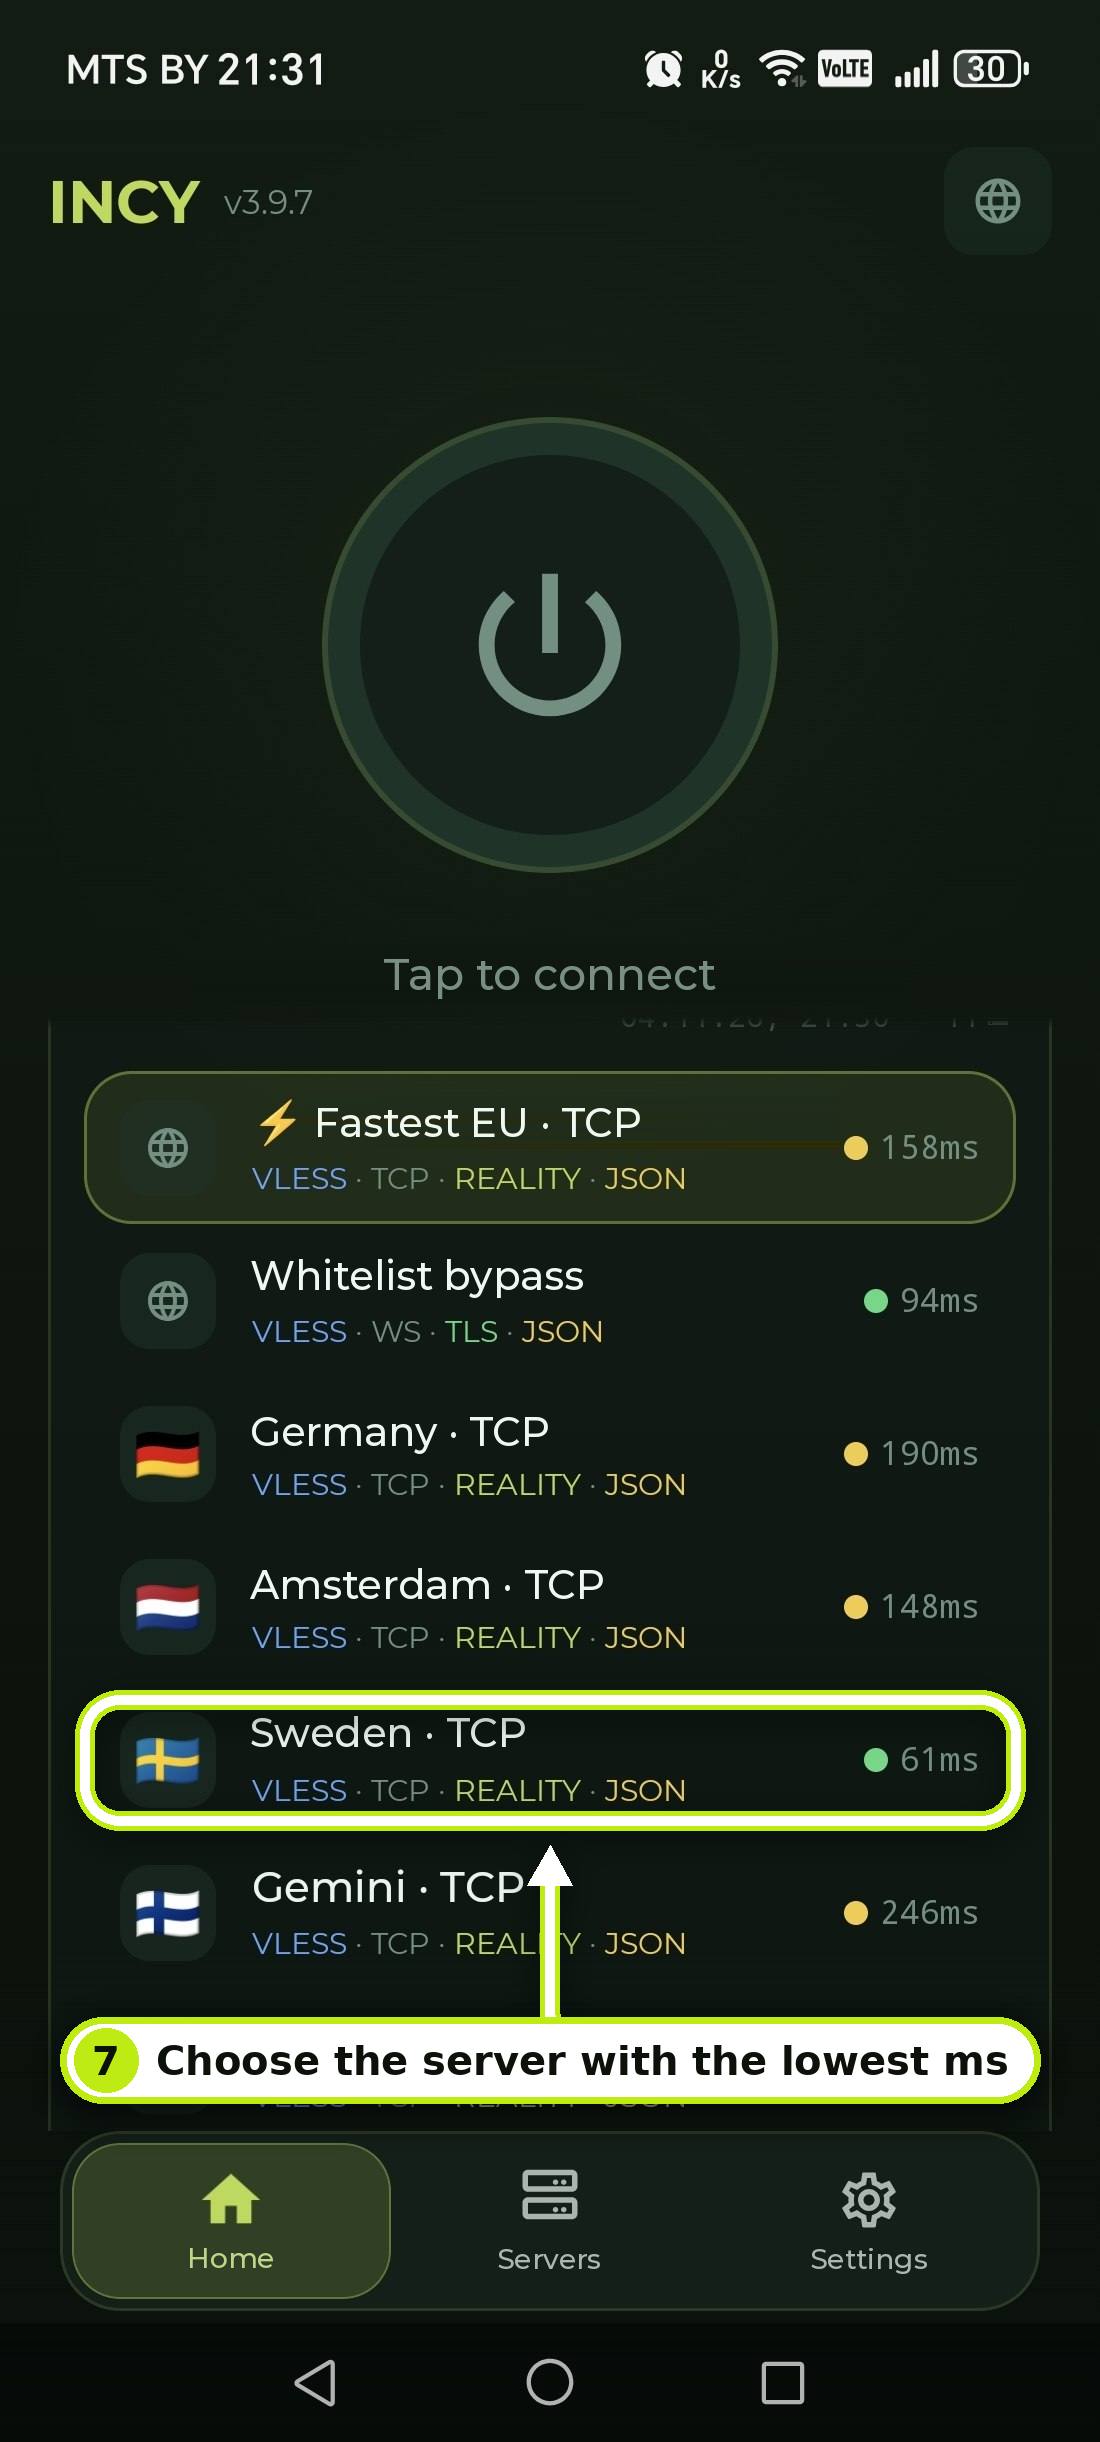 MTS BY 21:31
0 K/s VoLTE 30
INCY v3.9.7
Tap to connect
⚡ Fastest EU · TCP
158ms
VLESS · TCP · REALITY · JSON
Whitelist bypass
94ms
VLESS · WS · TLS · JSON
Germany · TCP
190ms
VLESS · TCP · REALITY · JSON
Amsterdam · TCP
148ms
VLESS · TCP · REALITY · JSON
Sweden · TCP
61ms
VLESS · TCP · REALITY · JSON
Gemini · TCP
246ms
VLESS · TCP · REALITY · JSON
7 Choose the server with the lowest ms
Home
Servers
Settings